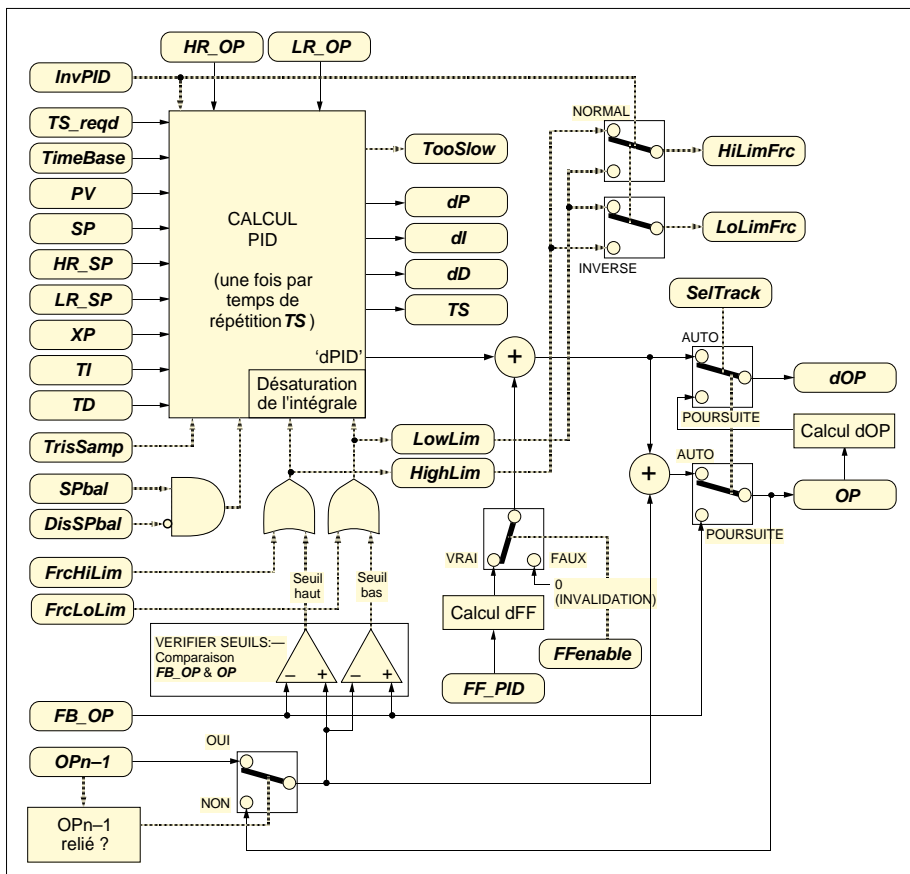 HR_OP
LR_OP
InvPID
TS_reqd
TimeBase
PV
SP
HR_SP
LR_SP
XP
TI
TD
TrisSamp
SPbal
DisSPbal
FrcHiLim
FrcLoLim
CALCUL
PID
(une fois par
temps de
répétition TS )
'dPID'
Désaturation
de l'intégrale
TooSlow
dP
dI
dD
TS
NORMAL
HiLimFrc
LoLimFrc
INVERSE
SelTrack
AUTO
dOP
POURSUITE
Calcul dOP
+
LowLim
HighLim
+
AUTO
OP
POURSUITE
VRAI
FAUX
0
(INVALIDATION)
Calcul dFF
FFenable
FF_PID
Seuil
haut
Seuil
bas
VERIFIER SEUILS:—
Comparaison
FB_OP & OP
– +
– +
FB_OP
OPn–1
OUI
NON
OPn–1
relié ?